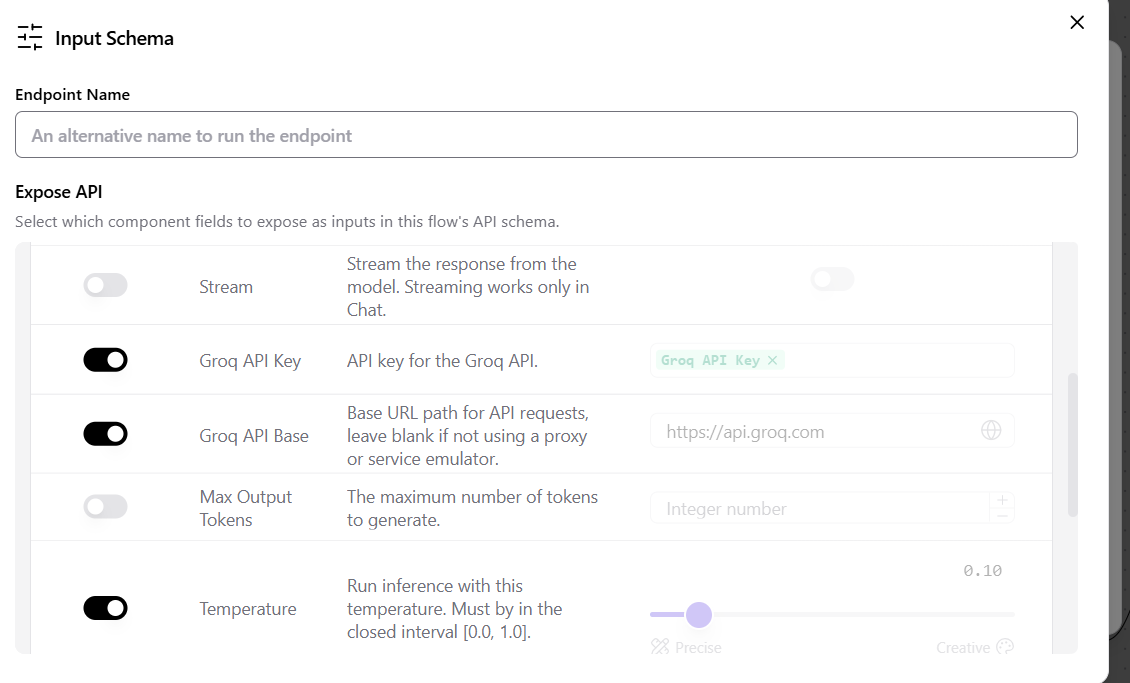 Input Schema
Endpoint Name
An alternative name to run the endpoint
Expose API
Select which component fields to expose as inputs in this flow's API schema.
Stream
Stream the response from the
model. Streaming works only in
Chat.
Groq API Key
API key for the Groq API.
Groq API Key
Groq API Base
Base URL path for API requests,
leave blank if not using a proxy
or service emulator.
https://api.groq.com
Max Output
Tokens
The maximum number of tokens
to generate.
Integer number
Temperature
Run inference with this
temperature. Must by in the
closed interval [0.0, 1.0].
0.10
Precise
Creative